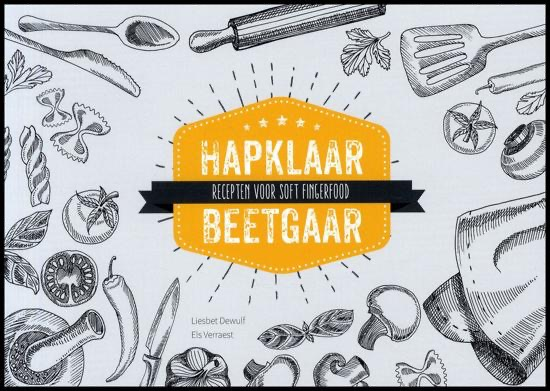 HAPKLAAR
RECEPTEN VOOR SOFT FINGERFOOD
BEETGAAR
Liesbet Dewulf
Els Verraest